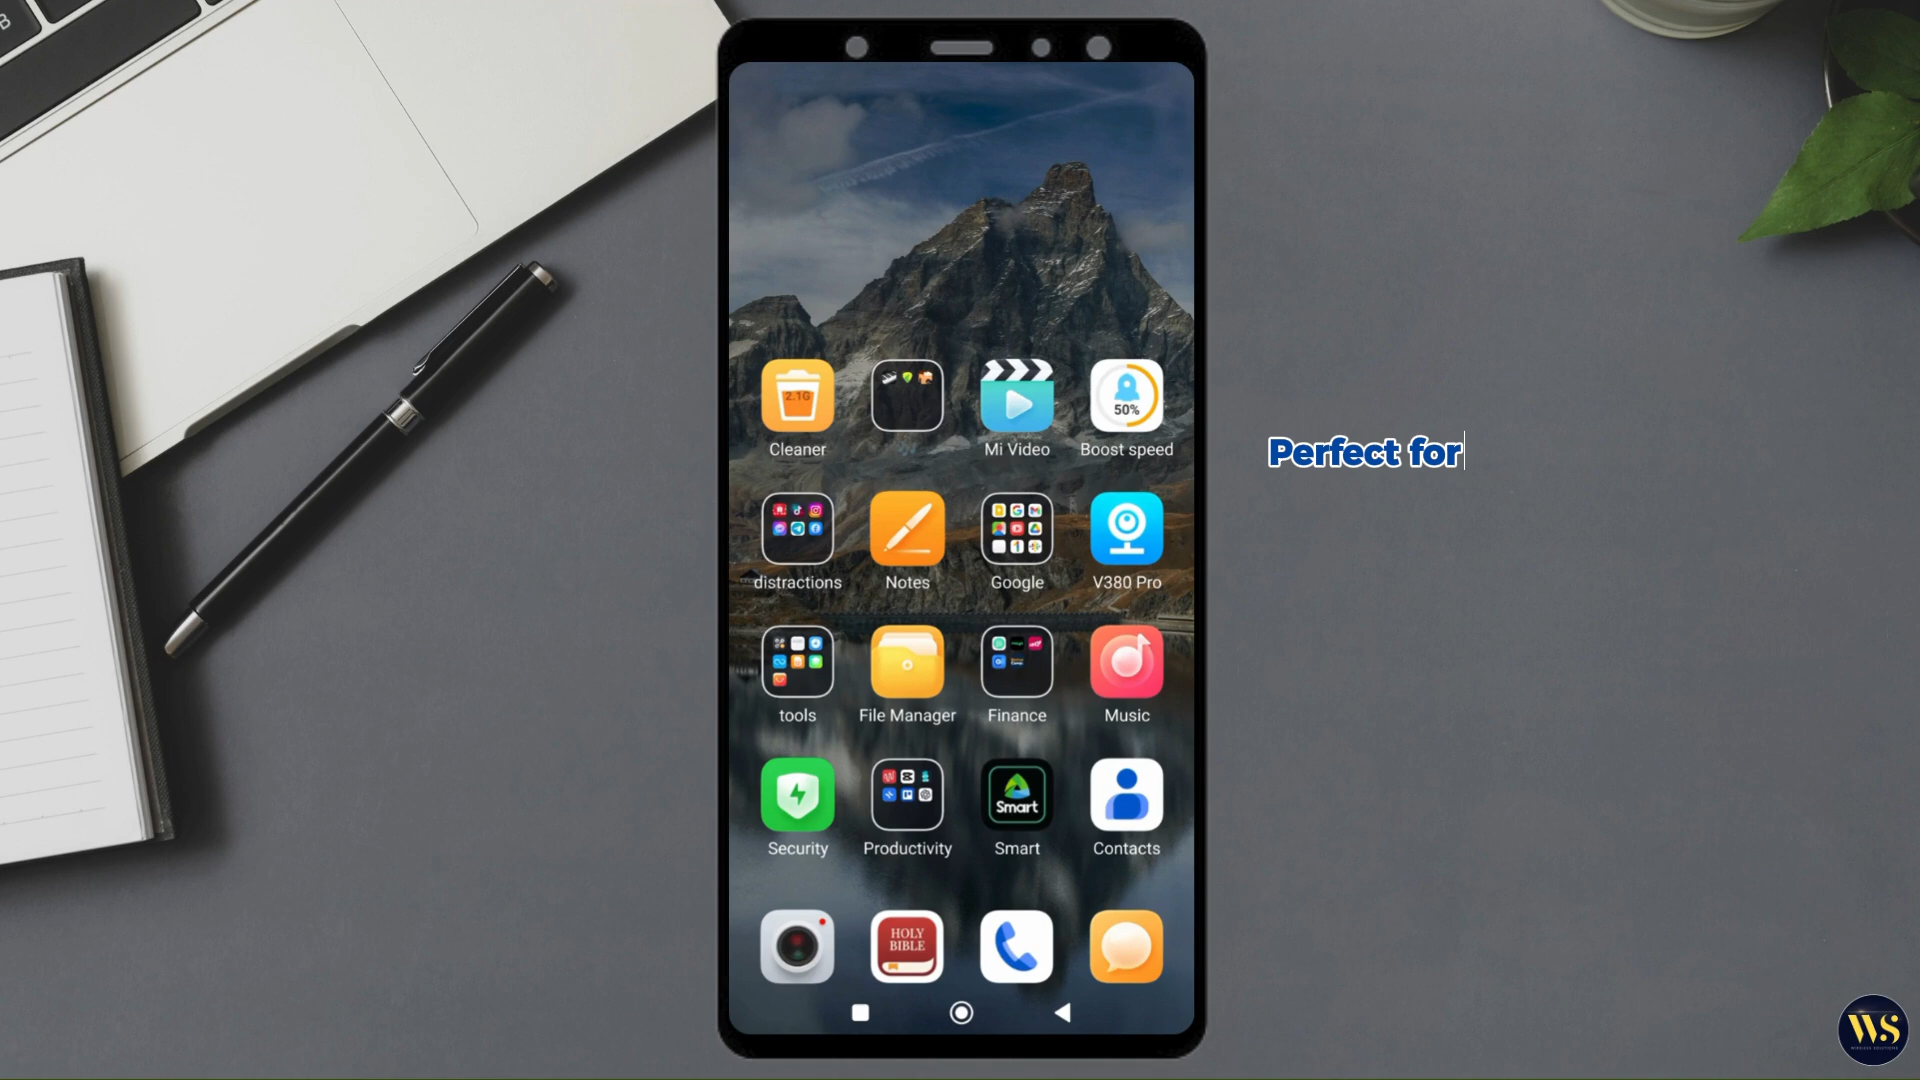 2.1G
50%
Cleaner
Mi Video
Boost speed
Perfect for
distractions
Notes
Google
V380 Pro
tools
File Manager
Finance
Music
Smart
Security
Productivity
Smart
Contacts
HOLY
BIBLE
WS